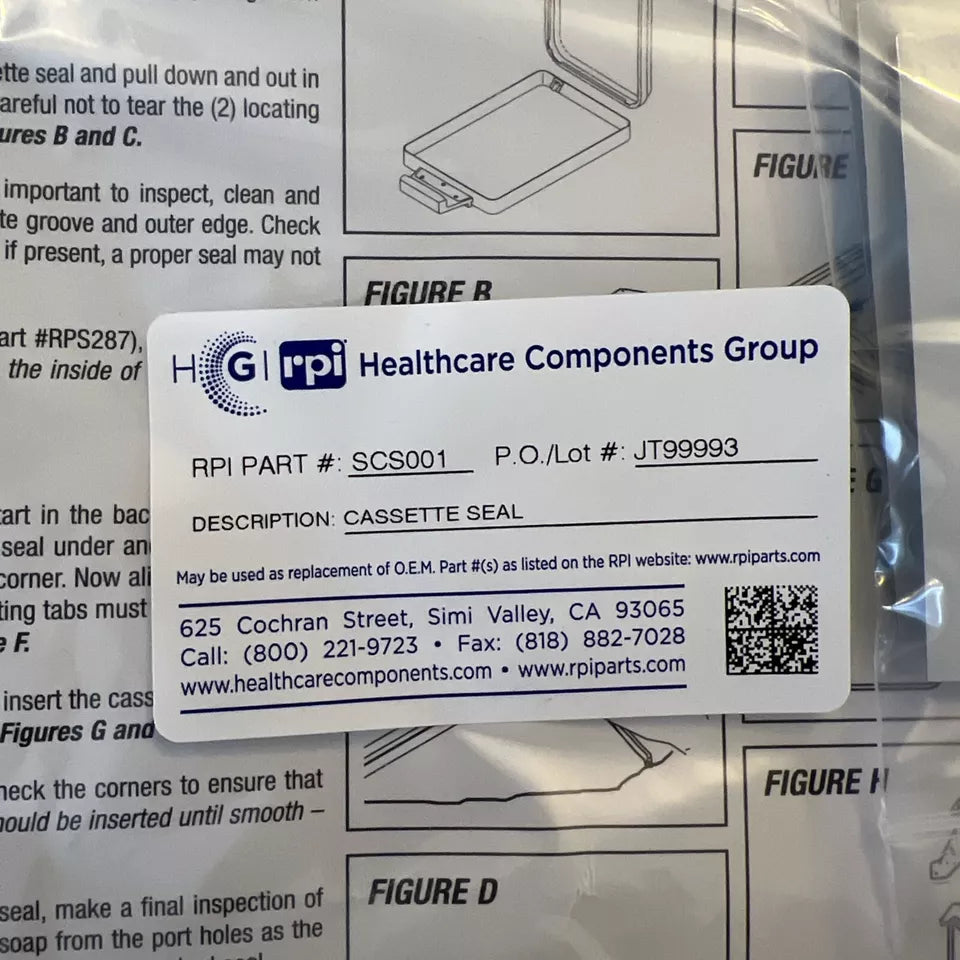 tte seal and pull down and out in
areful not to tear the (2) locating
ures B and C.
important to inspect, clean and
te groove and outer edge. Check
if present, a proper seal may not
art #RPS287),
the inside of
tart in the bac
seal under an
corner. Now ali
ting tabs must
e F.
insert the cass
Figures G and
heck the corners to ensure that
hould be inserted until smooth –
seal, make a final inspection of
soap from the port holes as the
FIGURE B
FIGURE D
FIGURE
G
FIGURE H
HCG | rpi Healthcare Components Group
RPI PART #: SCS001 P.O./Lot #: JT99993
DESCRIPTION: CASSETTE SEAL
May be used as replacement of O.E.M. Part #(s) as listed on the RPI website: www.rpiparts.com
625 Cochran Street, Simi Valley, CA 93065
Call: (800) 221-9723 • Fax: (818) 882-7028
www.healthcarecomponents.com • www.rpiparts.com